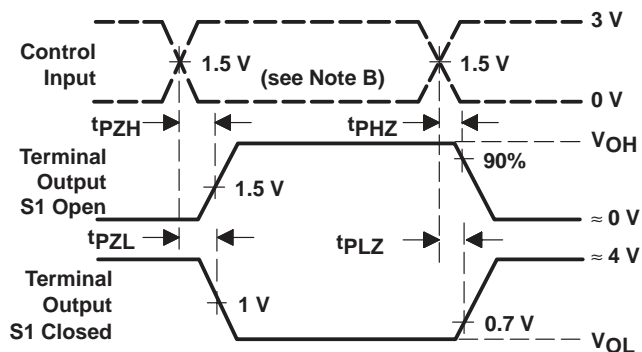 3 V
Control
Input
1.5 V
(see Note B)
1.5 V
0 V
tPZH
tPHZ
VOH
Terminal
Output
S1 Open
90%
1.5 V
≈ 0 V
tPZL
tPLZ
≈ 4 V
Terminal
Output
S1 Closed
1 V
0.7 V
VOL